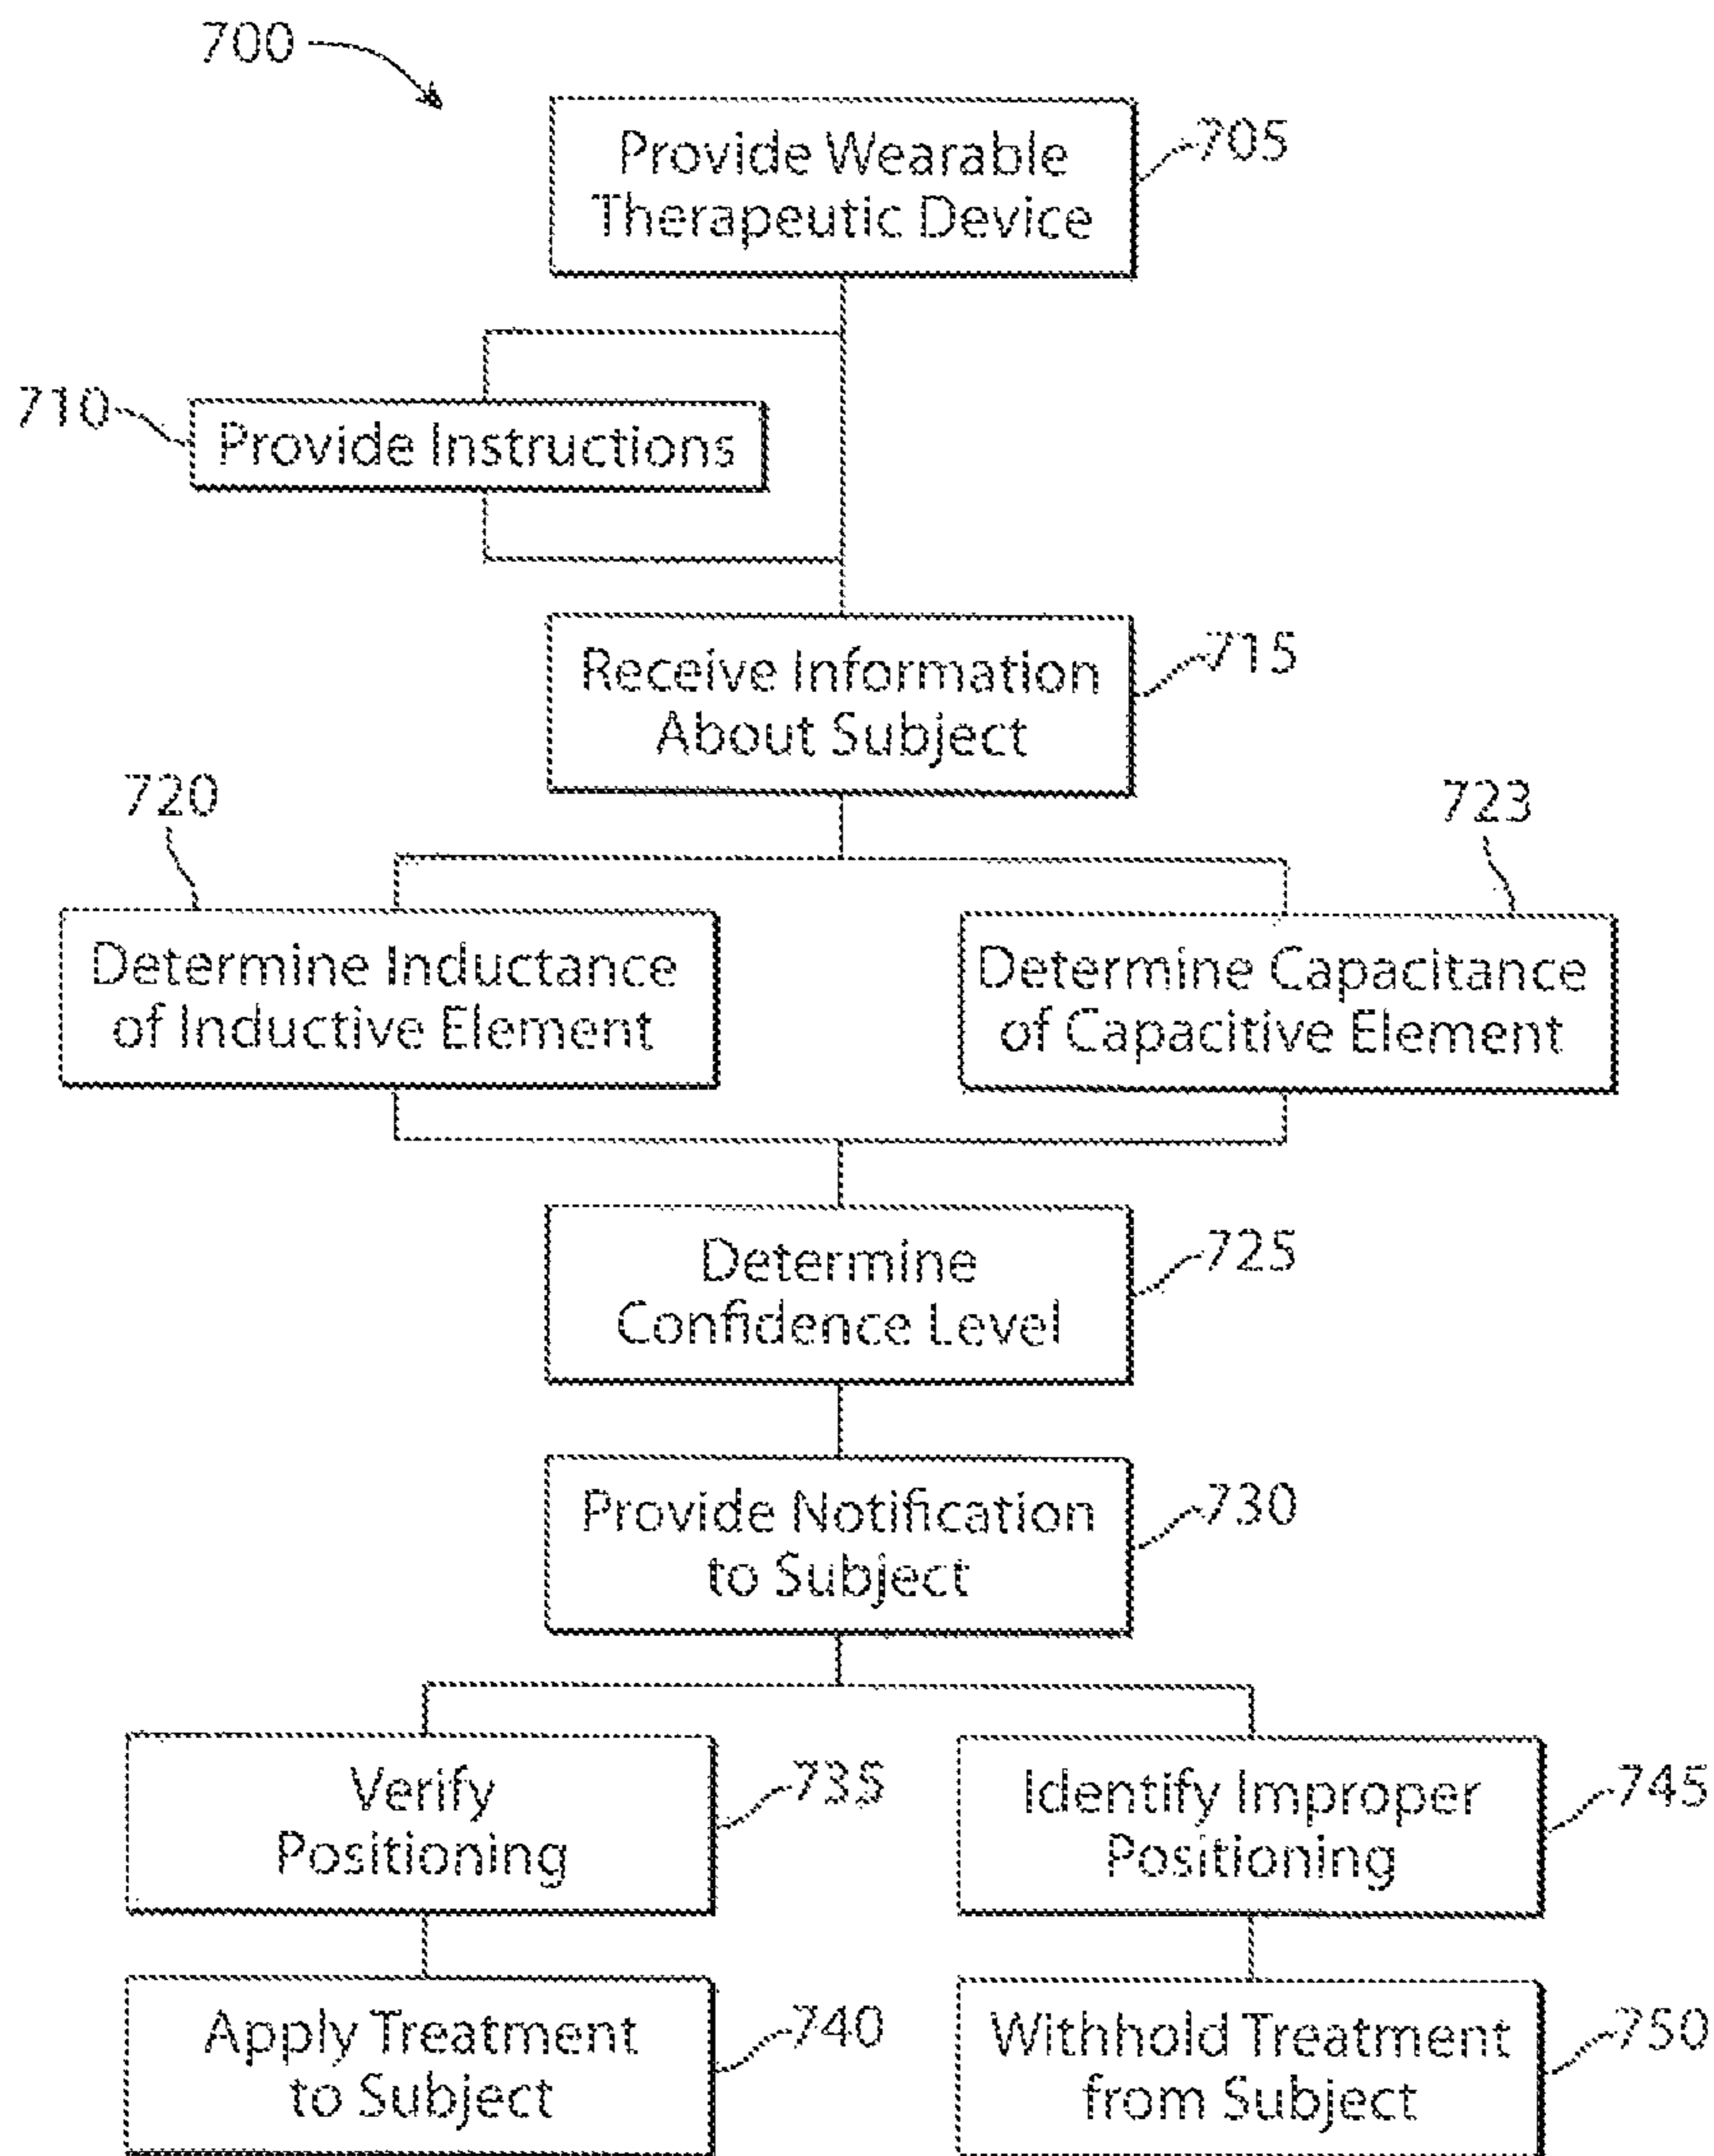 700
Provide Wearable
Therapeutic Device
705
710
Provide Instructions
Receive Information
About Subject
715
720
723
Determine Inductance
of Inductive Element
Determine Capacitance
of Capacitive Element
Determine
Confidence Level
725
Provide Notification
to Subject
730
Verify
Positioning
735
Identify Improper
Positioning
745
Apply Treatment
to Subject
740
Withhold Treatment
from Subject
750